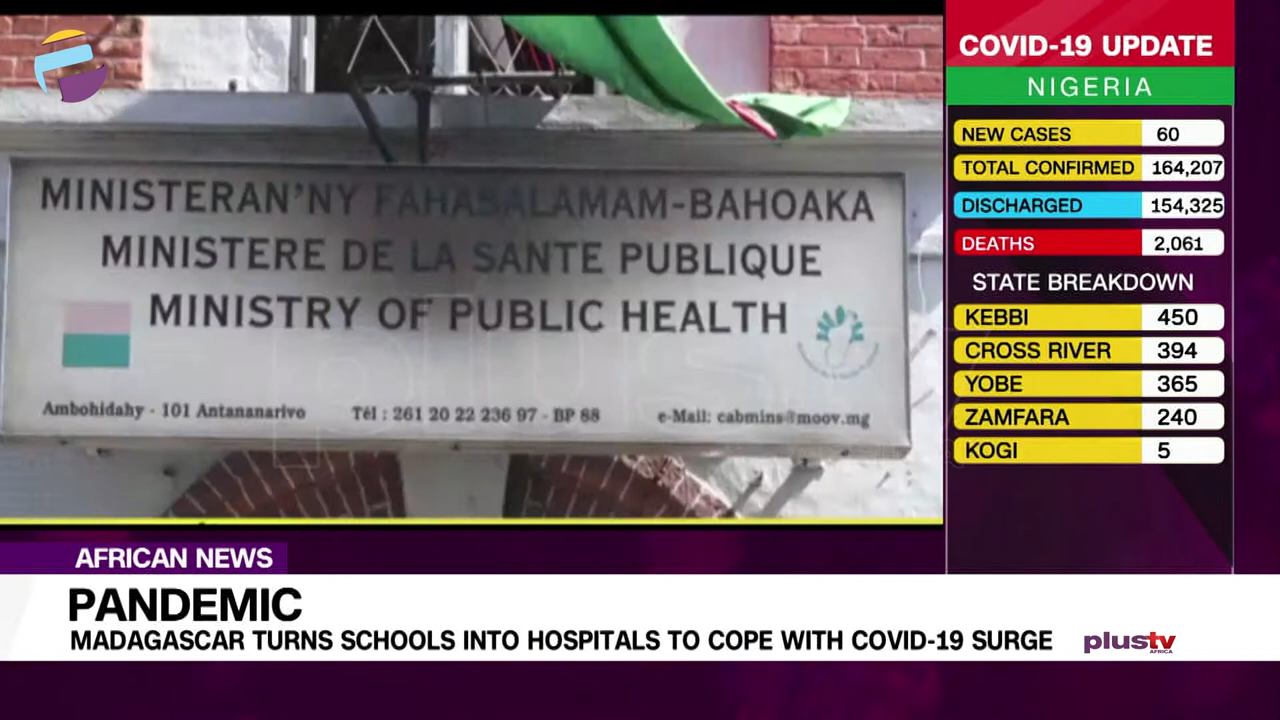 MINISTERAN'NY FAHASALAMAM-BAHOAKA
MINISTERE DE LA SANTE PUBLIQUE
MINISTRY OF PUBLIC HEALTH
Ambohidahy - 101 Antananarivo Tél : 261 20 22 236 97 - BP 88 e-Mail: cabmins@moov.mg
COVID-19 UPDATE
NIGERIA
NEW CASES 60
TOTAL CONFIRMED 164,207
DISCHARGED 154,325
DEATHS 2,061
STATE BREAKDOWN
KEBBI 450
CROSS RIVER 394
YOBE 365
ZAMFARA 240
KOGI 5
AFRICAN NEWS
PANDEMIC
MADAGASCAR TURNS SCHOOLS INTO HOSPITALS TO COPE WITH COVID-19 SURGE
plustv
AFRICA